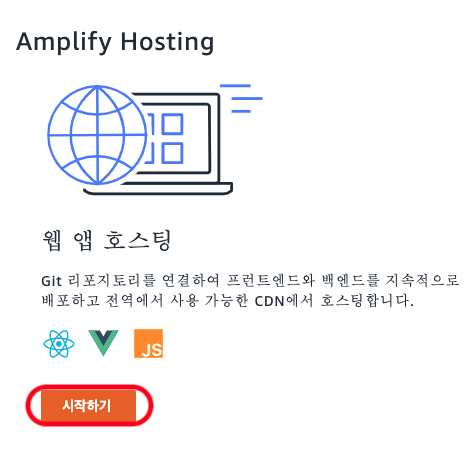 Amplify Hosting
웹 앱 호스팅
Git 리포지토리를 연결하여 프런트엔드와 백엔드를 지속적으로
배포하고 전역에서 사용 가능한 CDN에서 호스팅합니다.
JS
시작하기